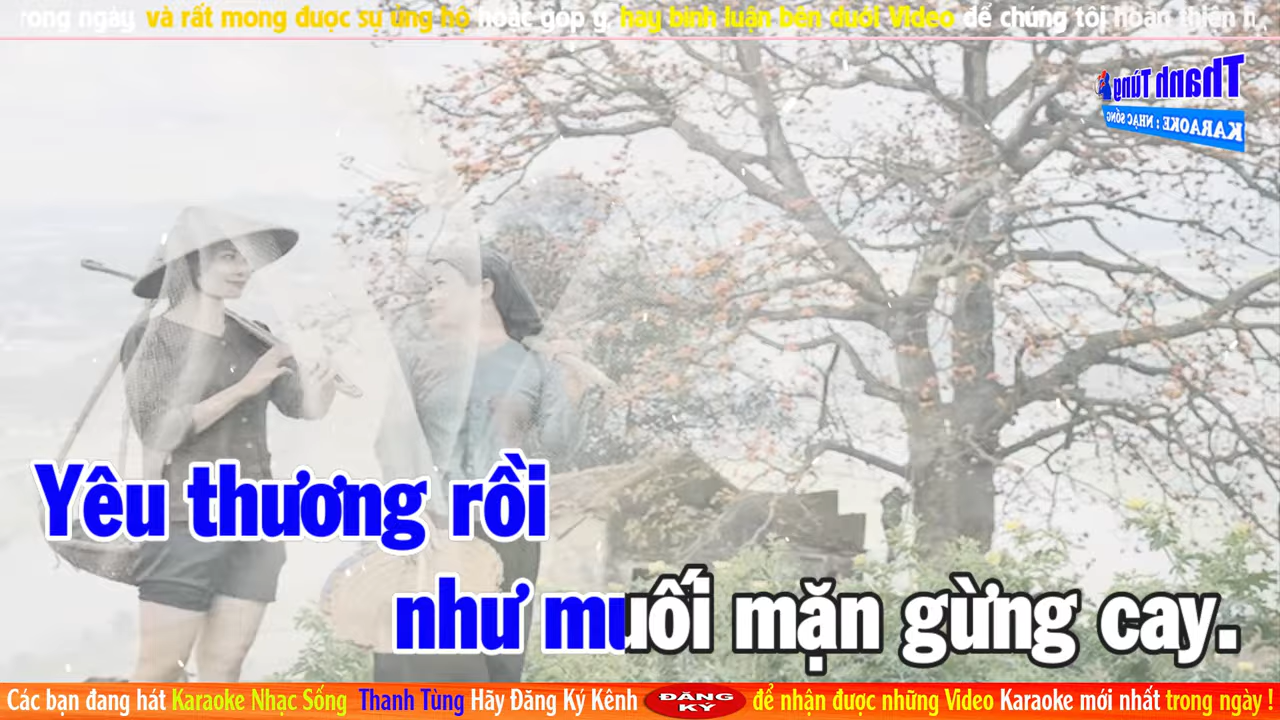 rong ngày và rất mong được sự ủng hộ hoặc góp ý, hay bình luận bên dưới Video để chúng tôi hoàn thiện h.,
Thanh Tùng
KARAOKE : NHẠC SỐNG
Yêu thương rồi
như muối mặn gừng cay.
Các bạn đang hát Karaoke Nhạc Sống Thanh Tùng Hãy Đăng Ký Kênh ĐĂNG KÝ để nhận được những Video Karaoke mới nhất trong ngày !